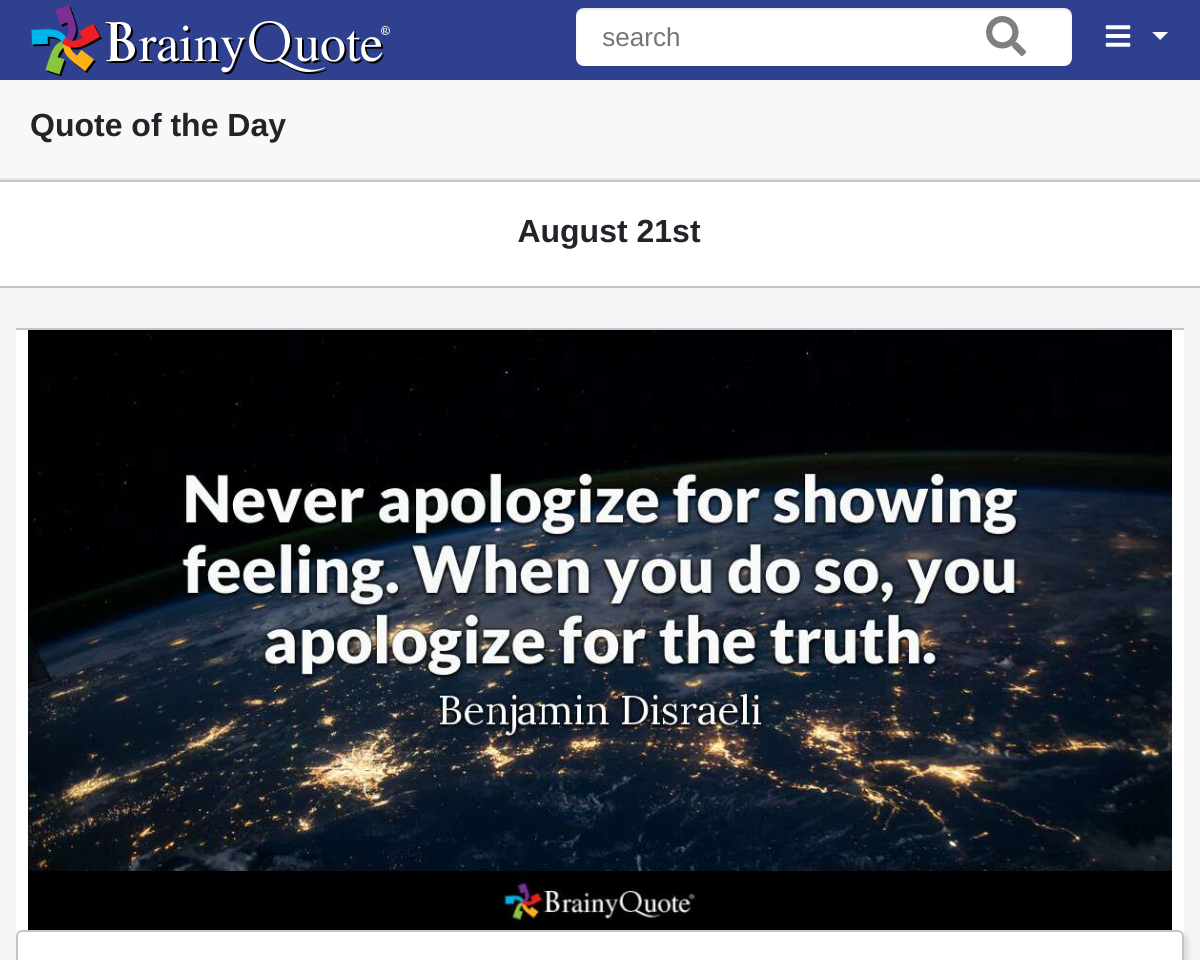 BrainyQuote®
search
Quote of the Day
August 21st
Never apologize for showing
feeling. When you do so, you
apologize for the truth.
Benjamin Disraeli
BrainyQuote®